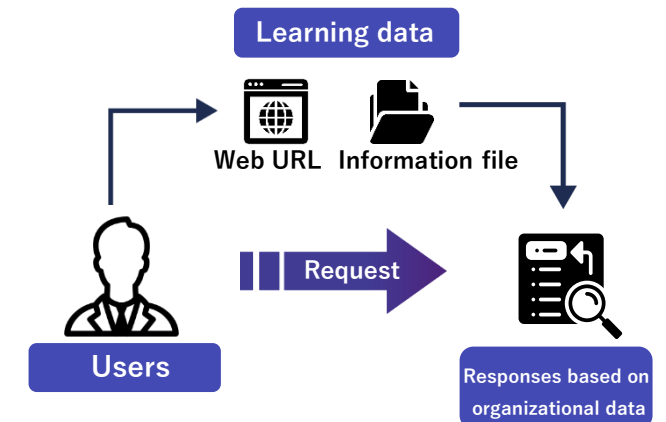 Learning data
Web URL
Information file
Request
Users
Responses based on
organizational data